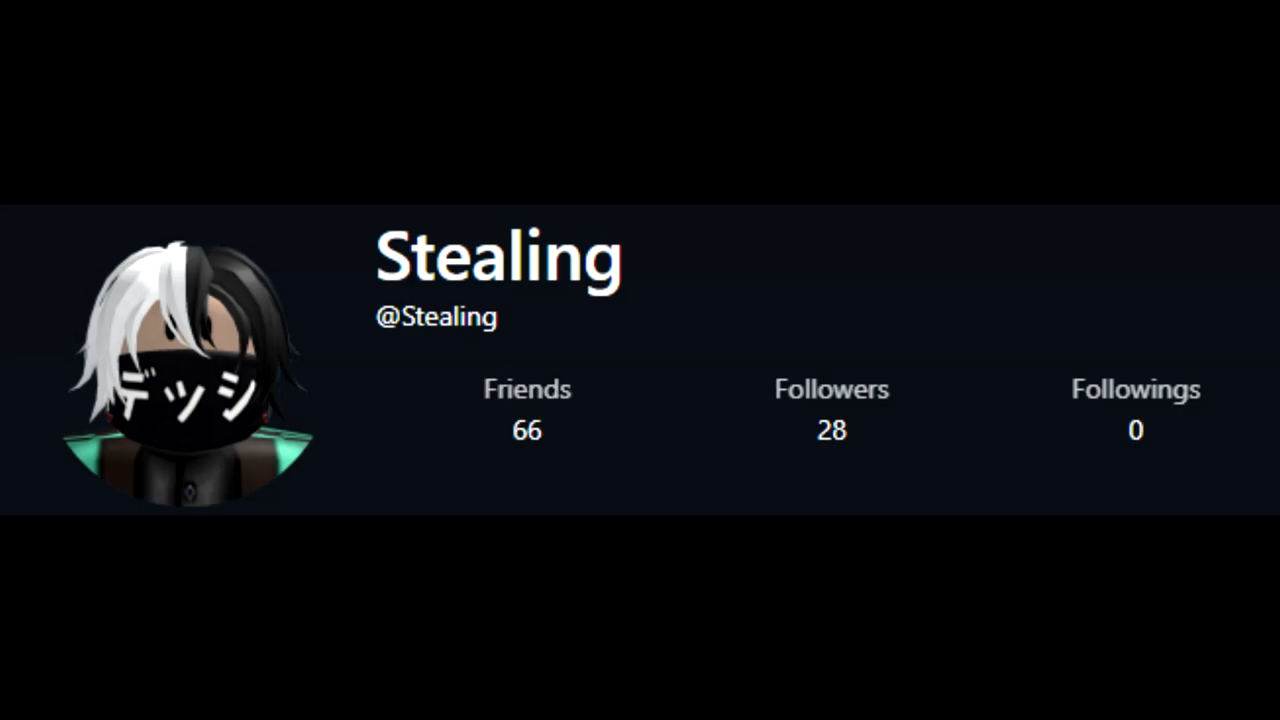 Stealing
@Stealing
デッシ
Friends
Followers
Followings
66
28
0